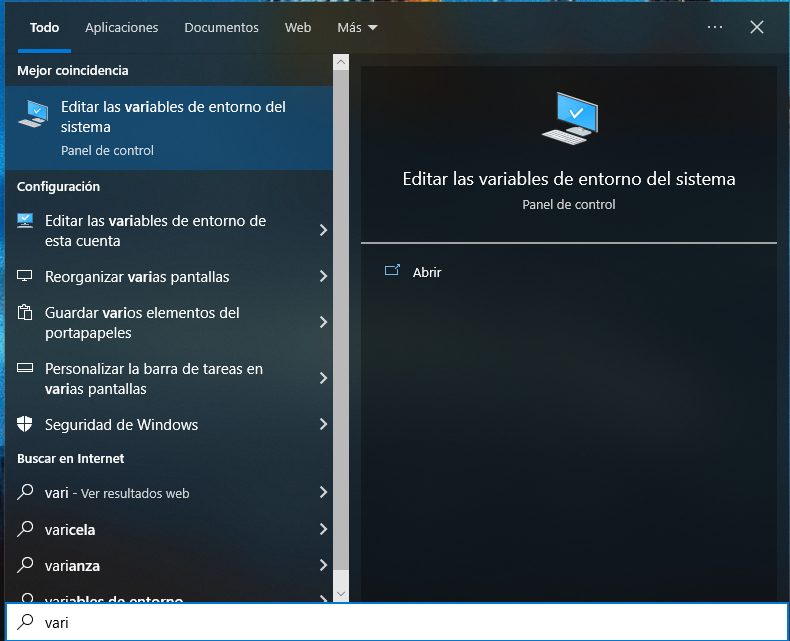 Todo Aplicaciones Documentos Web Más ···
Mejor coincidencia
Editar las variables de entorno del
sistema
Panel de control
Configuración
Editar las variables de entorno de
esta cuenta
Reorganizar varias pantallas
Guardar varios elementos del
portapapeles
Personalizar la barra de tareas en
varias pantallas
Seguridad de Windows
Buscar en Internet
vari - Ver resultados web
varicela
varianza
variables de entorno
vari
Editar las variables de entorno del sistema
Panel de control
Abrir